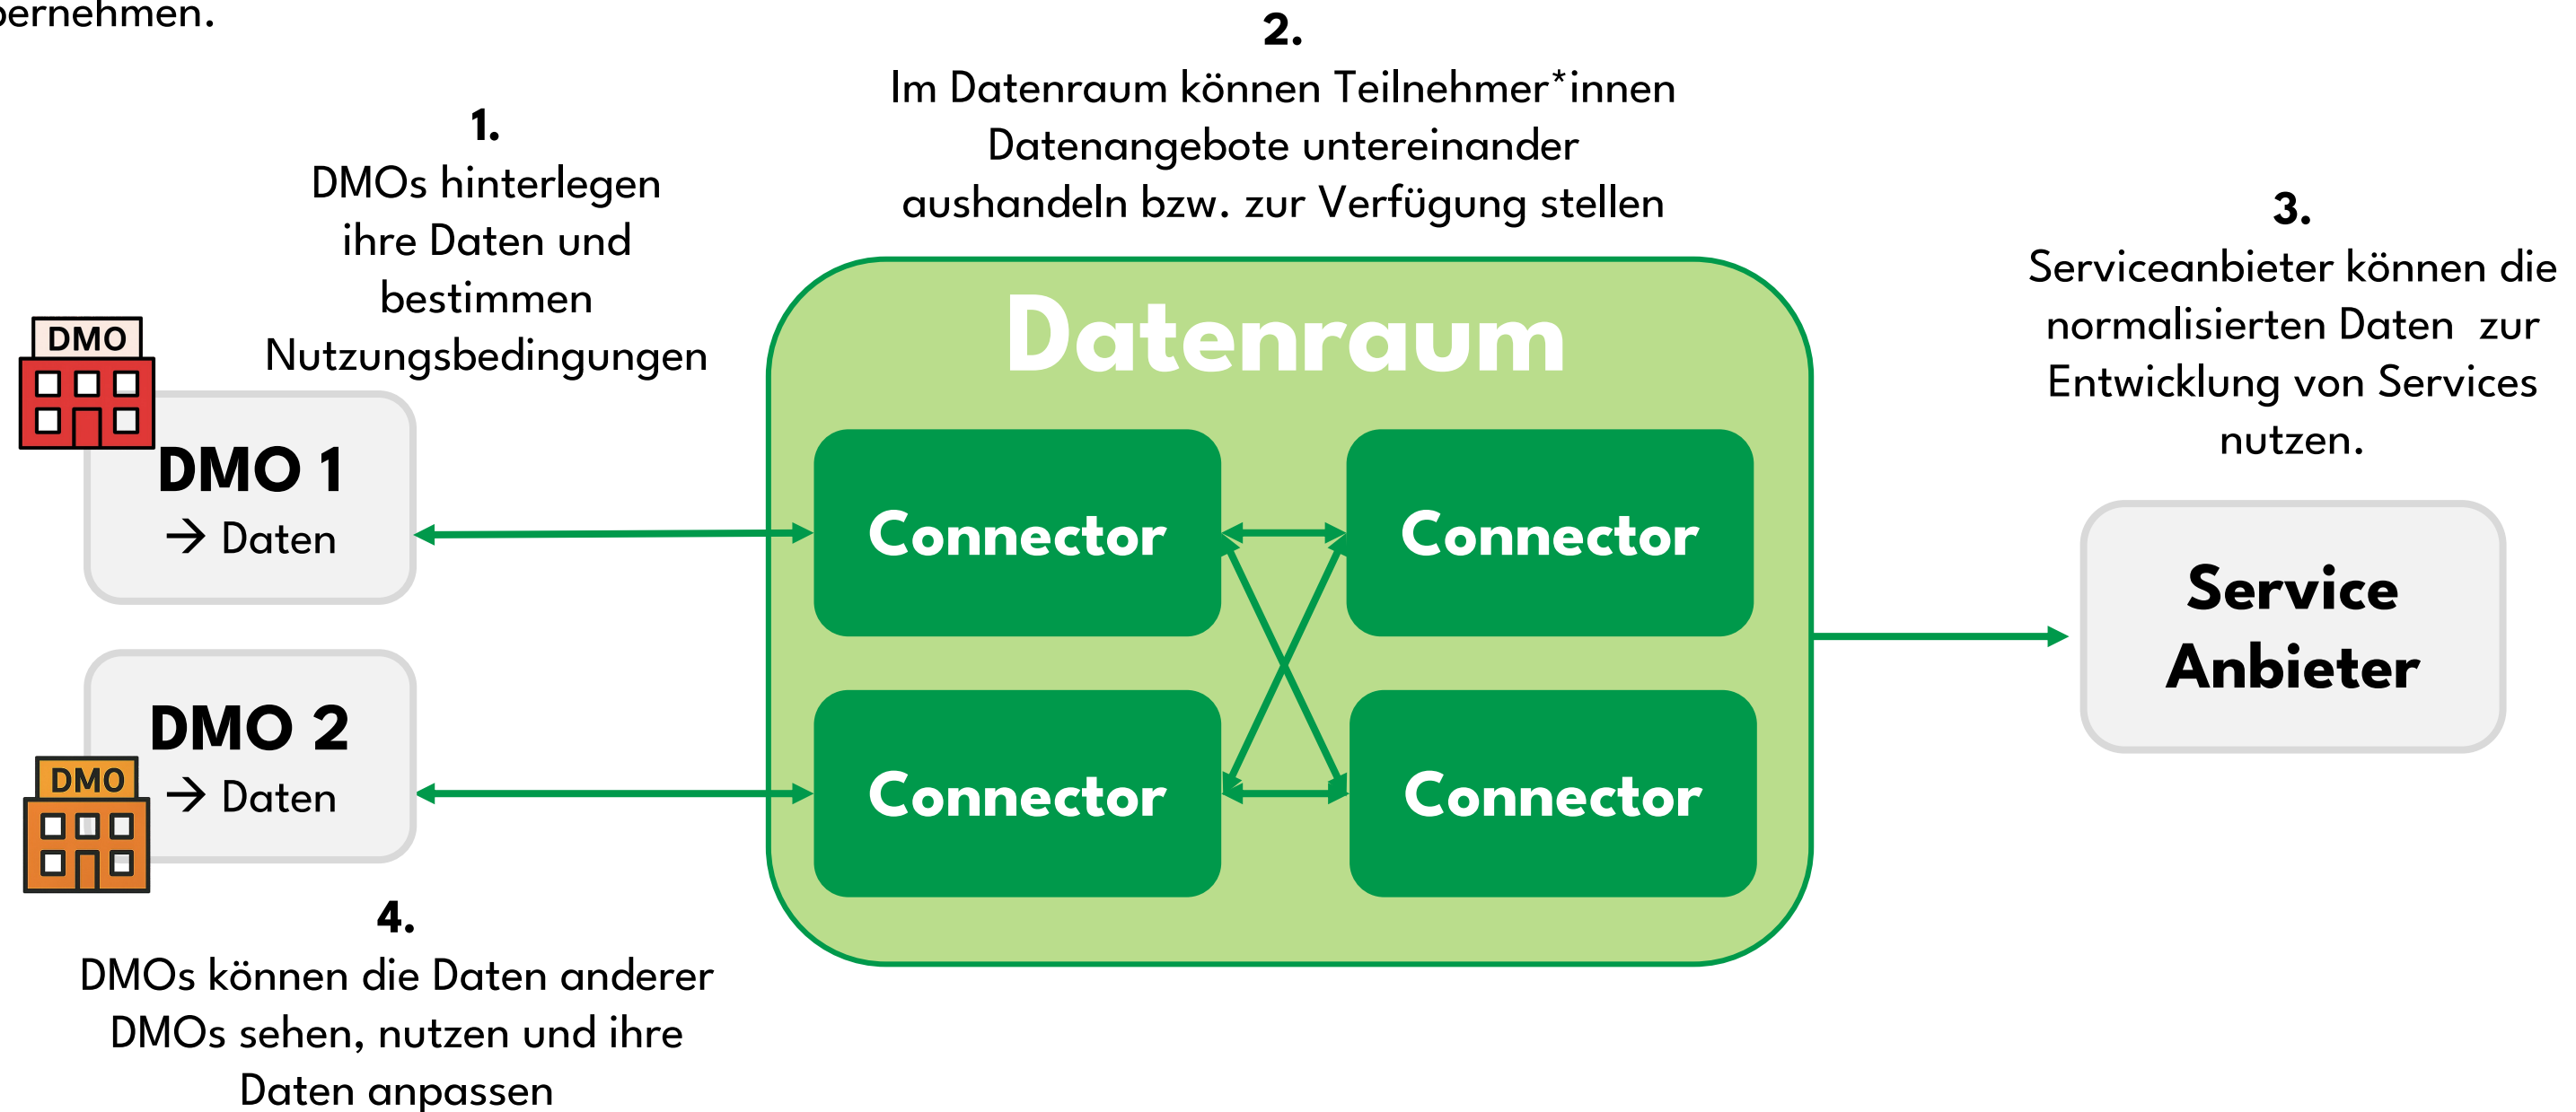 2.
Im Datenraum können Teilnehmer*innen
Datenangebote untereinander
aushandeln bzw. zur Verfügung stellen
1.
DMOs hinterlegen
ihre Daten und
bestimmen
Nutzungsbedingungen
3.
Serviceanbieter können die
normalisierten Daten zur
Entwicklung von Services
nutzen.
DMO
DMO 1
→ Daten
DMO
DMO 2
→ Daten
Datenraum
Connector
Connector
Connector
Connector
Service
Anbieter
4.
DMOs können die Daten anderer
DMOs sehen, nutzen und ihre
Daten anpassen